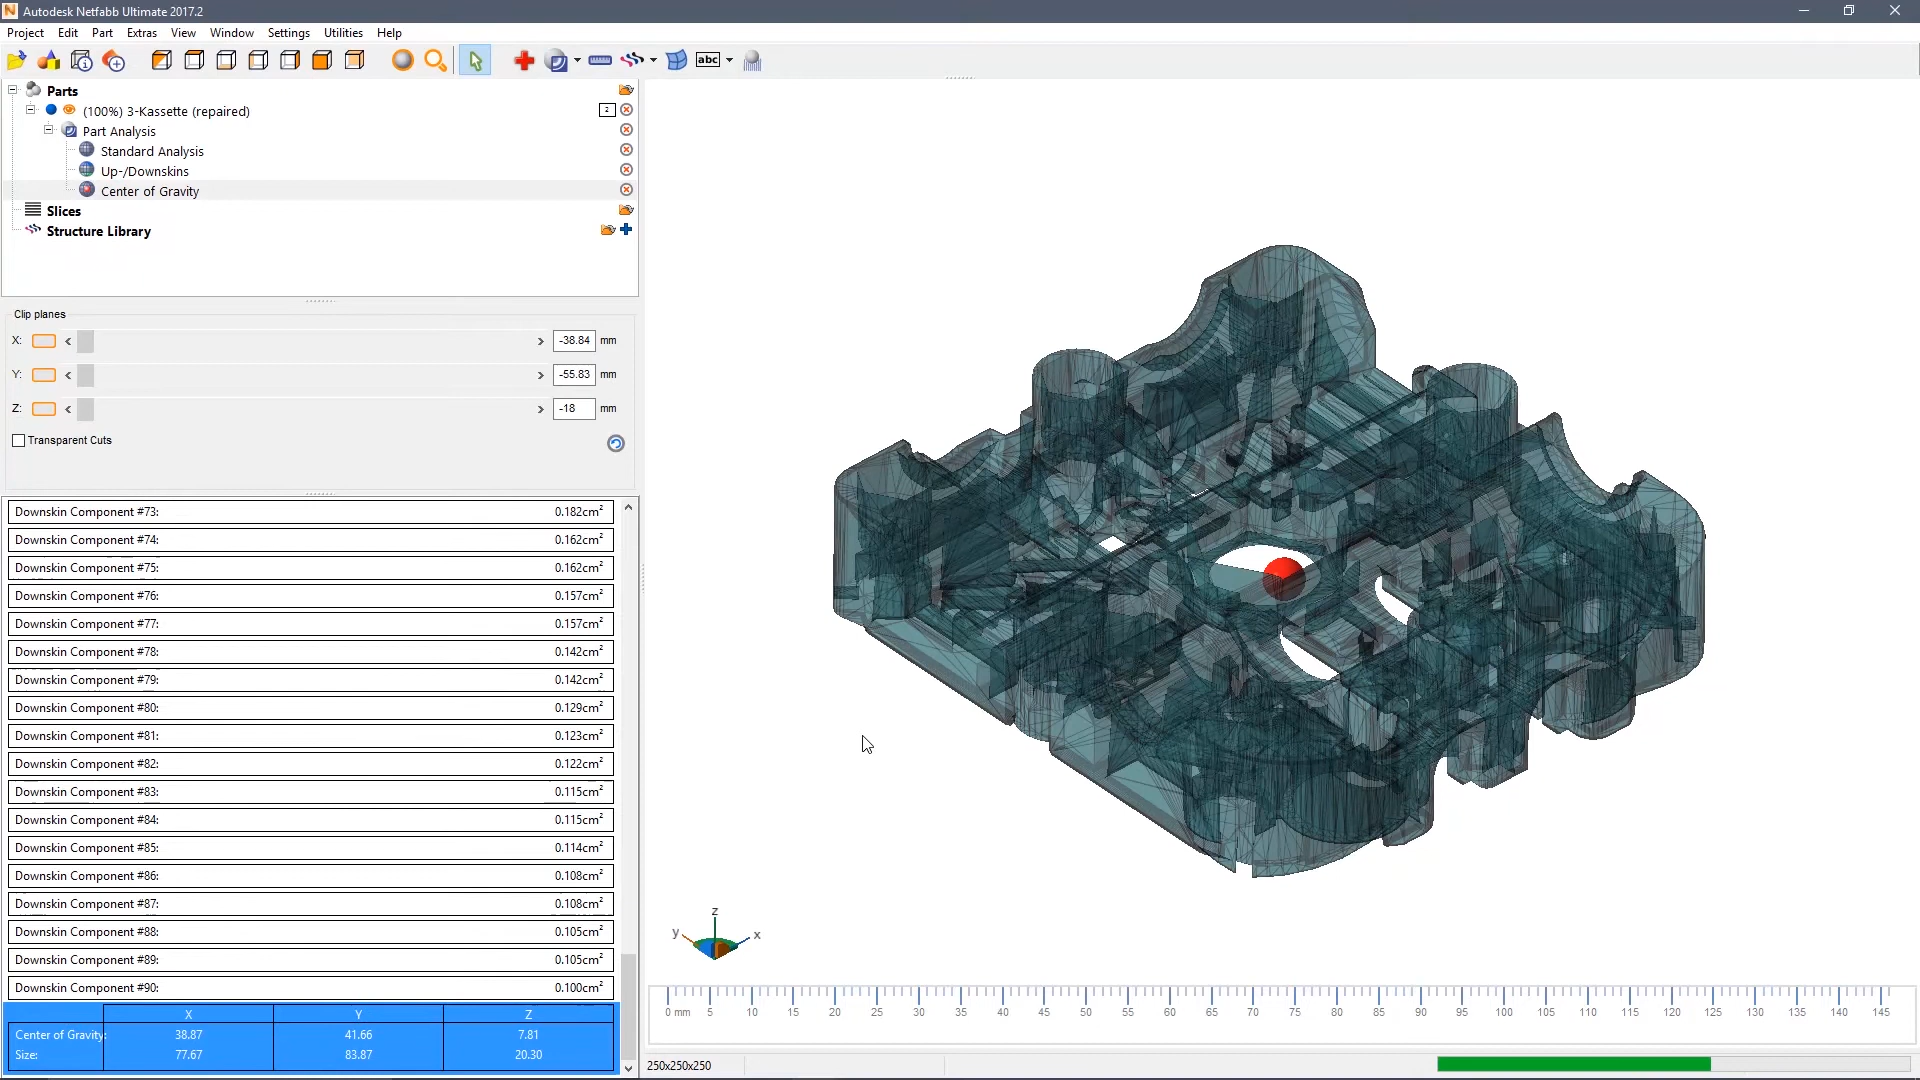 Autodesk Netfabb Ultimate 2017.2
Project Edit Part Extras View Window Settings Utilities Help
abc
Parts
(100%) 3-Kassette (repaired) 2
Part Analysis
Standard Analysis
Up-/Downskins
Center of Gravity
Slices
Structure Library
Clip planes
X: < > -38.84 mm
Y: < > -55.83 mm
Z: < > -18 mm
Transparent Cuts
Downskin Component #73: 0.182cm²
Downskin Component #74: 0.162cm²
Downskin Component #75: 0.162cm²
Downskin Component #76: 0.157cm²
Downskin Component #77: 0.157cm²
Downskin Component #78: 0.142cm²
Downskin Component #79: 0.142cm²
Downskin Component #80: 0.129cm²
Downskin Component #81: 0.123cm²
Downskin Component #82: 0.122cm²
Downskin Component #83: 0.115cm²
Downskin Component #84: 0.115cm²
Downskin Component #85: 0.114cm²
Downskin Component #86: 0.108cm²
Downskin Component #87: 0.108cm²
Downskin Component #88: 0.105cm²
Downskin Component #89: 0.105cm²
Downskin Component #90: 0.100cm²
X Y Z
Center of Gravity: 38.87 41.66 7.81
Size: 77.67 83.87 20.30
z
y x
0 mm 5 10 15 20 25 30 35 40 45 50 55 60 65 70 75 80 85 90 95 100 105 110 115 120 125 130 135 140 145
250x250x250